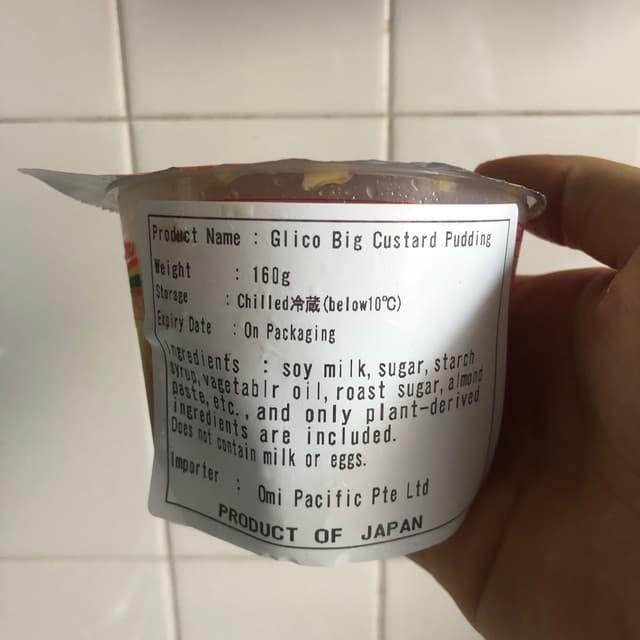 Product Name : Glico Big Custard Pudding
Weight : 160g
Storage : Chilled冷蔵(below10℃)
Expiry Date : On Packaging
Ingredients : soy milk, sugar, starch
syrup, vagetablr oil, roast sugar, almond
paste, etc., and only plant-derived
ingredients are included.
Does not contain milk or eggs.
Importer : Omi Pacific Pte Ltd
PRODUCT OF JAPAN